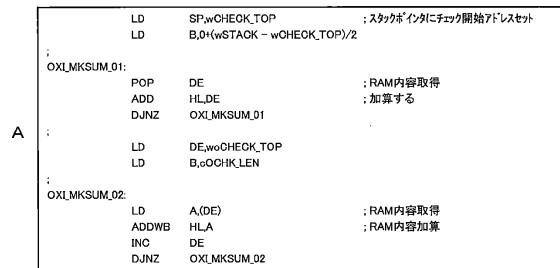 LD SP,wCHECK_TOP ; スタックポインタにチェック開始アドレスセット
LD B,0+(wSTACK - wCHECK_TOP)/2
;
OXI_MKSUM_01:
POP DE ; RAM内容取得
ADD HL,DE ; 加算する
DJNZ OXI_MKSUM_01
A
;
LD DE,woCHECK_TOP
LD B,cOCHK_LEN
;
OXI_MKSUM_02:
LD A,(DE) ; RAM内容取得
ADDWB HL,A ; RAM内容加算
INC DE
DJNZ OXI_MKSUM_02